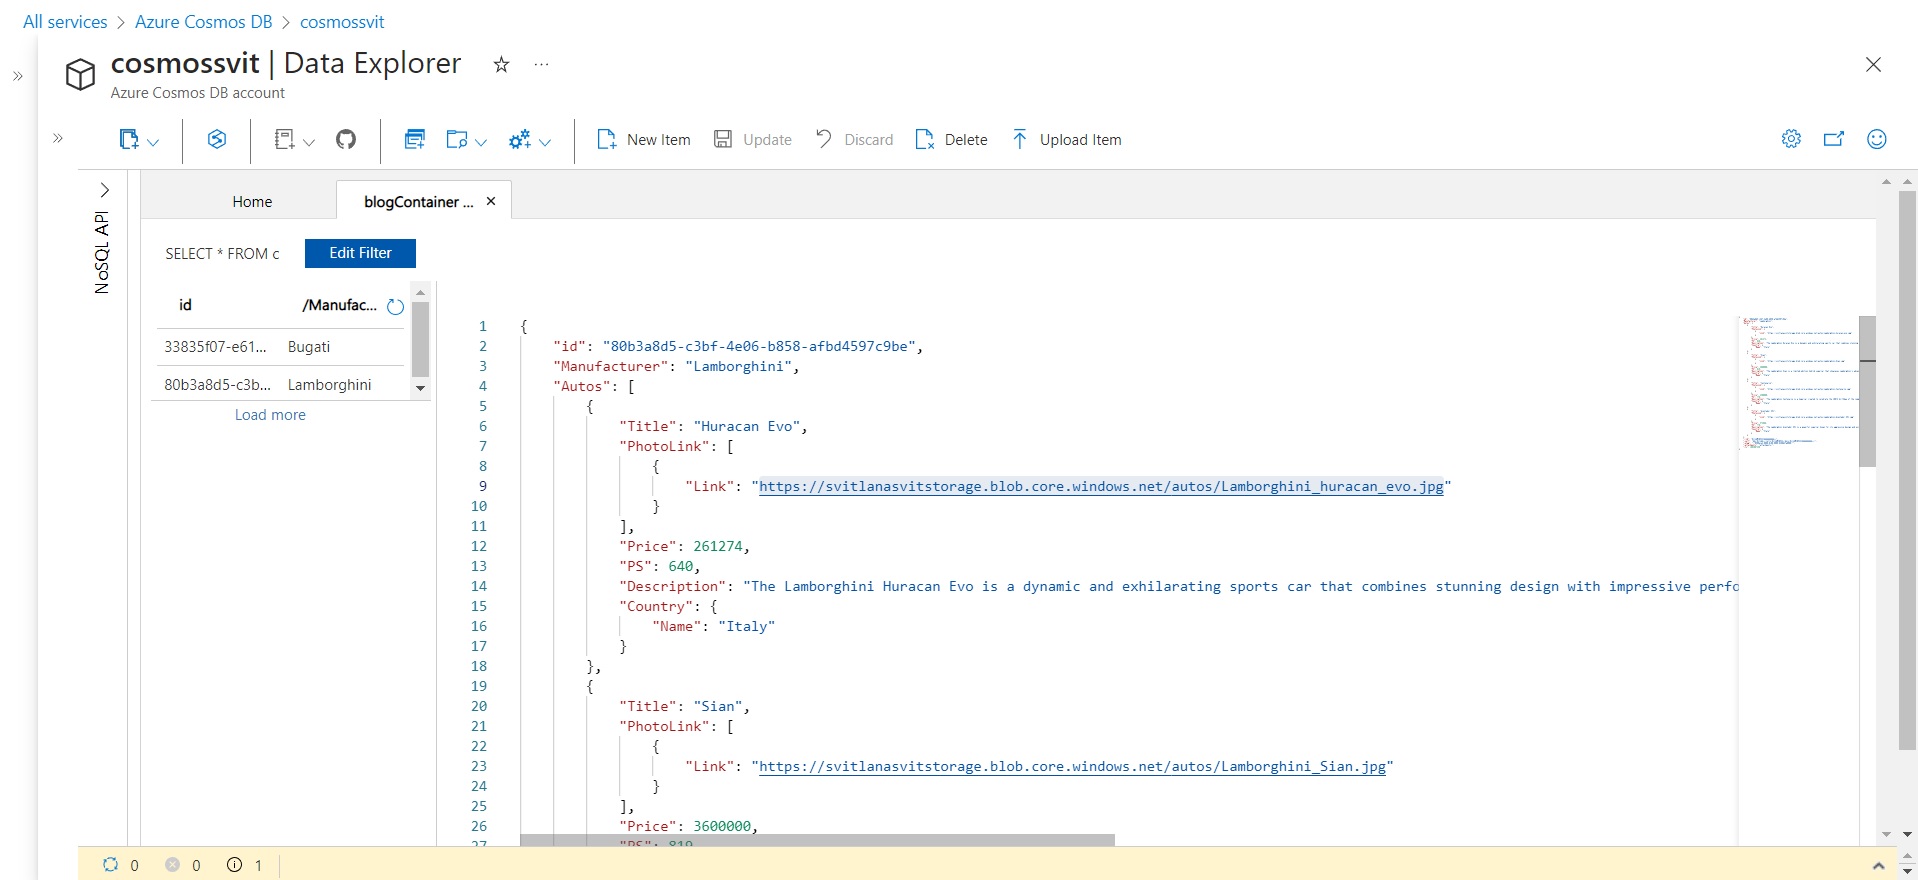 All services > Azure Cosmos DB > cosmossvit
cosmossvit | Data Explorer
Azure Cosmos DB account
New Item Update Discard Delete Upload Item
NoSQL API
Home blogContainer ...
SELECT * FROM c Edit Filter
id /Manufac...
33835f07-e61... Bugati
80b3a8d5-c3b... Lamborghini
Load more
1 {
2 "id": "80b3a8d5-c3bf-4e06-b858-afbd4597c9be",
3 "Manufacturer": "Lamborghini",
4 "Autos": [
5 {
6 "Title": "Huracan Evo",
7 "PhotoLink": [
8 {
9 "Link": "https://svitlanasvitstorage.blob.core.windows.net/autos/Lamborghini_huracan_evo.jpg"
10 }
11 ],
12 "Price": 261274,
13 "PS": 640,
14 "Description": "The Lamborghini Huracan Evo is a dynamic and exhilarating sports car that combines stunning design with impressive perfo
15 "Country": {
16 "Name": "Italy"
17 }
18 },
19 {
20 "Title": "Sian",
21 "PhotoLink": [
22 {
23 "Link": "https://svitlanasvitstorage.blob.core.windows.net/autos/Lamborghini_Sian.jpg"
24 }
25 ],
26 "Price": 3600000,
27 "PS": 819
0 0 1